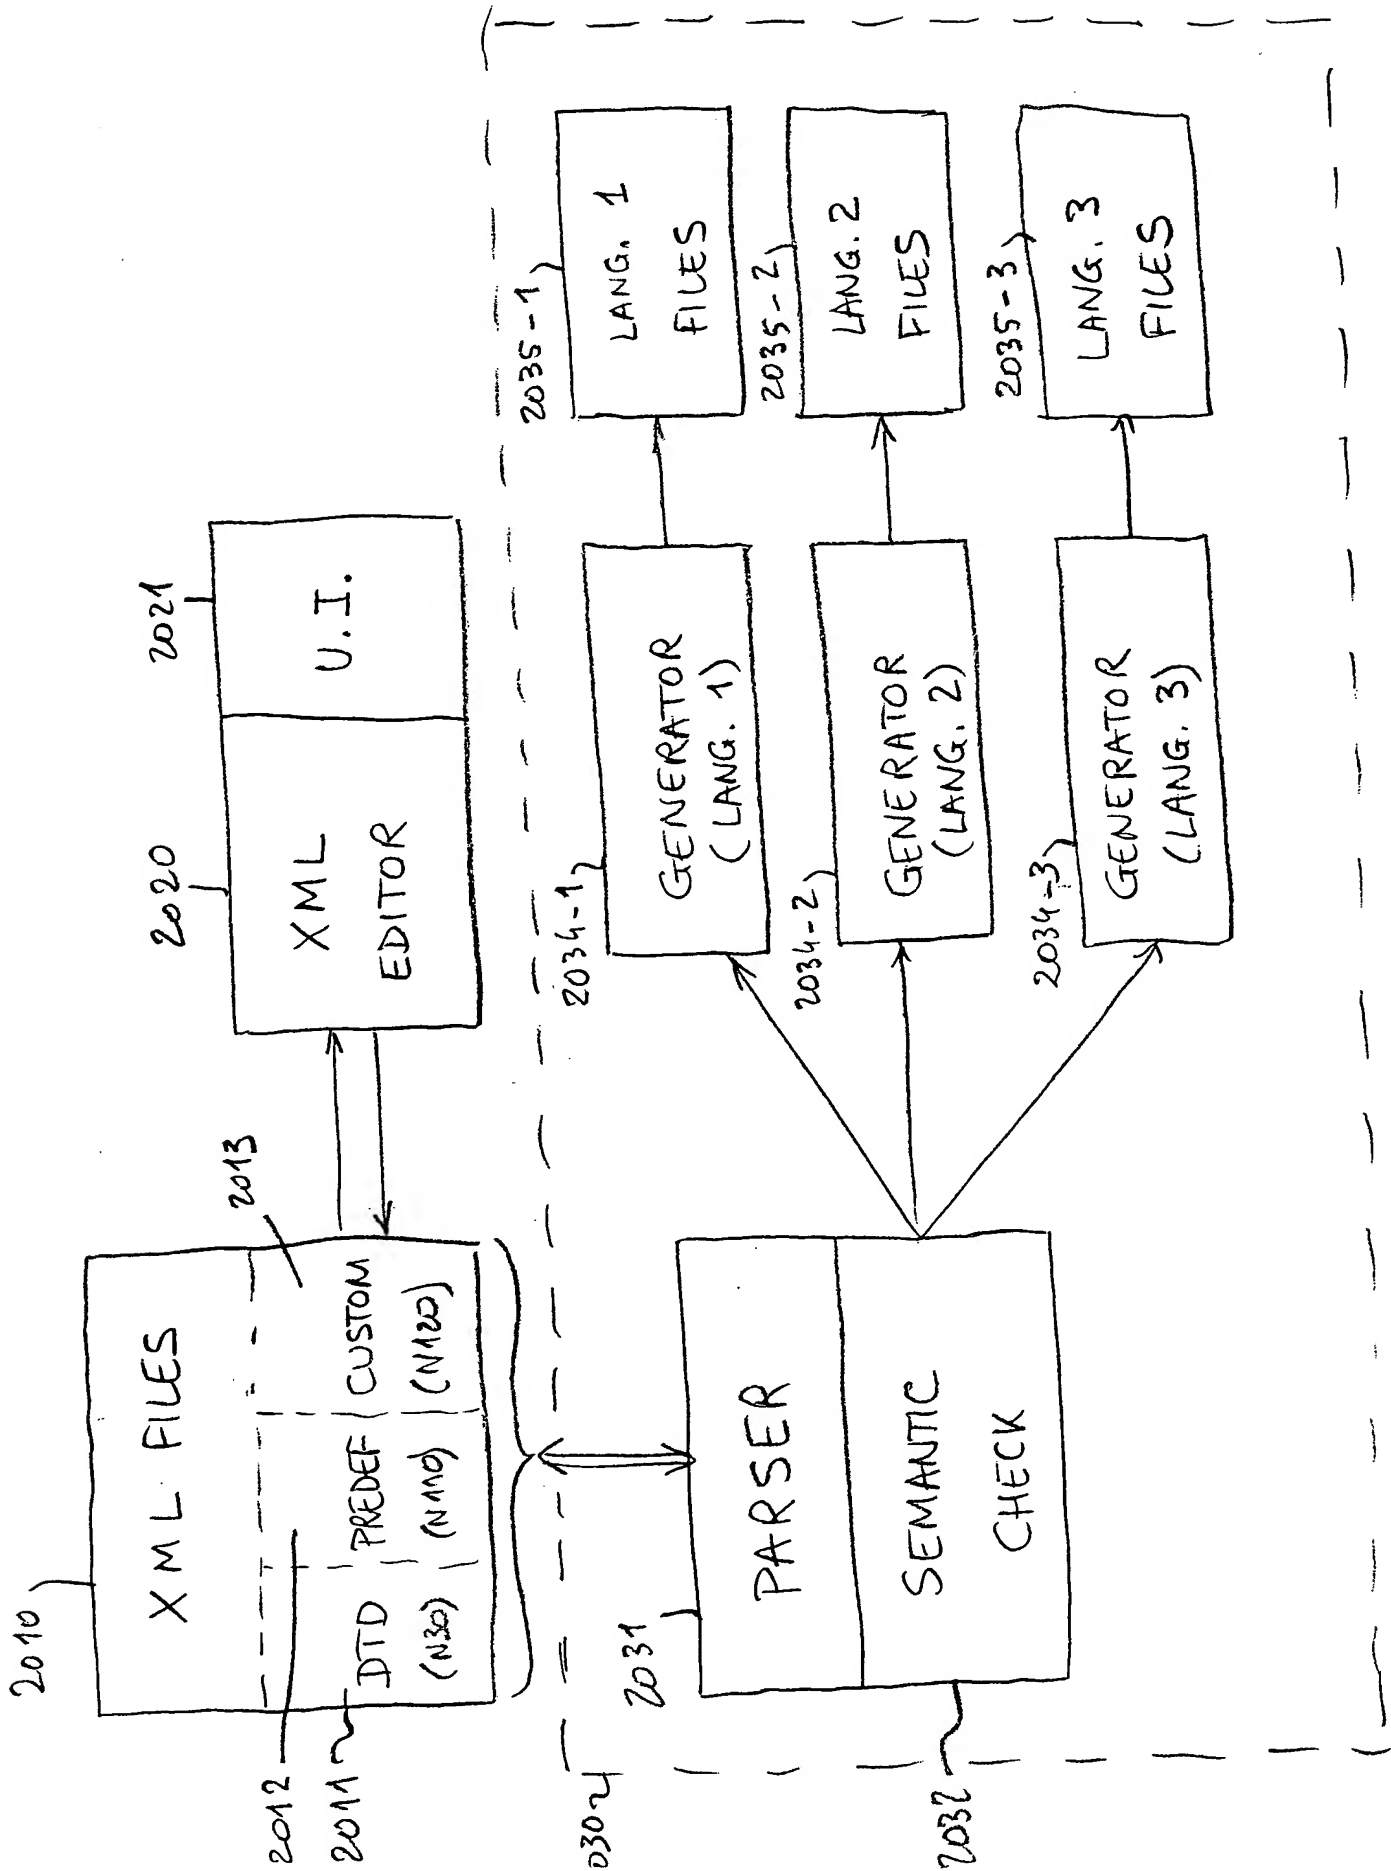 2010
XML FILES
2012
2011
DTD
(N30)
PREDEF
(N110)
CUSTOM
(N120)
2013
2020
XML
EDITOR
2021
U.I.
030
2031
PARSER
2032
SEMANTIC
CHECK
2034-1
GENERATOR
(LANG. 1)
2035-1
LANG. 1
FILES
2034-2
GENERATOR
(LANG. 2)
2035-2
LANG. 2
FILES
2034-3
GENERATOR
(LANG. 3)
2035-3
LANG. 3
FILES